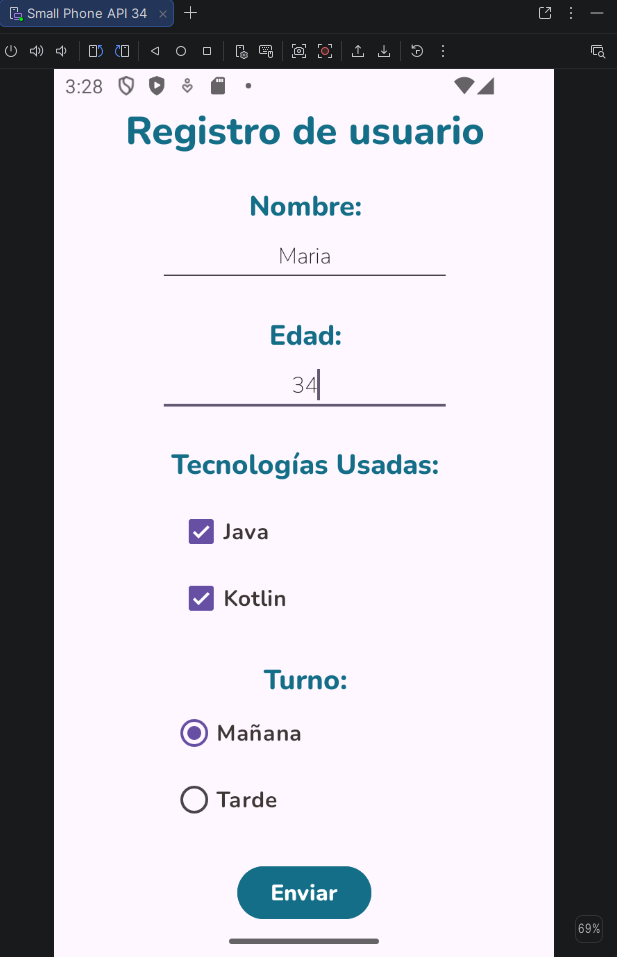 Small Phone API 34
3:28
Registro de usuario
Nombre:
Maria
Edad:
34
Tecnologías Usadas:
Java
Kotlin
Turno:
Mañana
Tarde
Enviar
69%